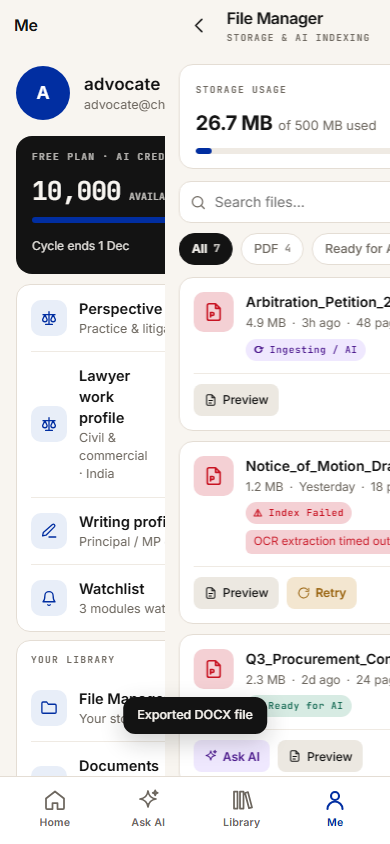 Me
A
advocate
advocate@ch
FREE PLAN · AI CRED
10,000 AVAILA
Cycle ends 1 Dec
Perspective
Practice & litiga
Lawyer
work
profile
Civil &
commercial
· India
Writing profi
Principal / MP
Watchlist
3 modules wat
YOUR LIBRARY
File Manage
Your sto
Documents
File Manager
STORAGE & AI INDEXING
STORAGE USAGE
26.7 MB of 500 MB used
Search files...
All 7
PDF 4
Ready for A
Arbitration_Petition_2
4.9 MB · 3h ago · 48 pa
Ingesting / AI
Preview
Notice_of_Motion_Dra
1.2 MB · Yesterday · 18 p
Index Failed
OCR extraction timed out
Preview
Retry
Q3_Procurement_Con
2.3 MB · 2d ago · 24 pag
Ready for AI
Ask AI
Preview
Exported DOCX file
Home
Ask AI
Library
Me